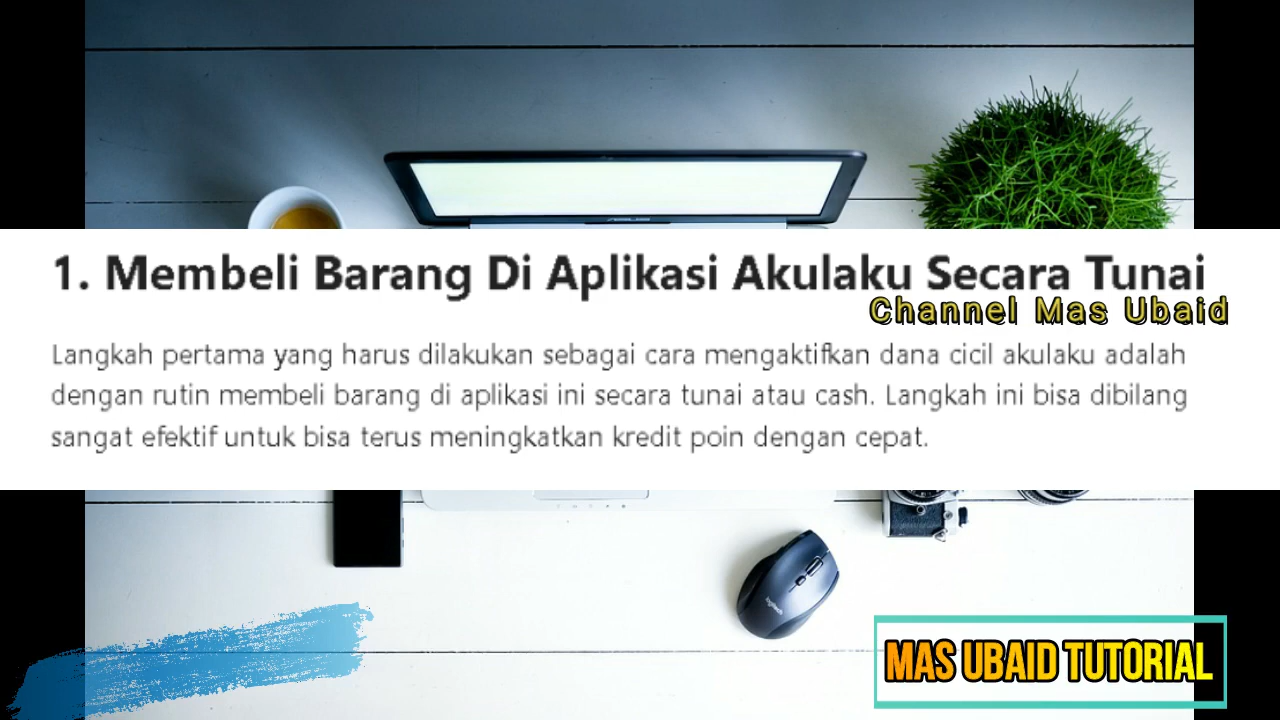 ASUS
1. Membeli Barang Di Aplikasi Akulaku Secara Tunai
Channel Mas Ubaid
Langkah pertama yang harus dilakukan sebagai cara mengaktifkan dana cicil akulaku adalah
dengan rutin membeli barang di aplikasi ini secara tunai atau cash. Langkah ini bisa dibilang
sangat efektif untuk bisa terus meningkatkan kredit poin dengan cepat.
logitech
MAS UBAID TUTORIAL